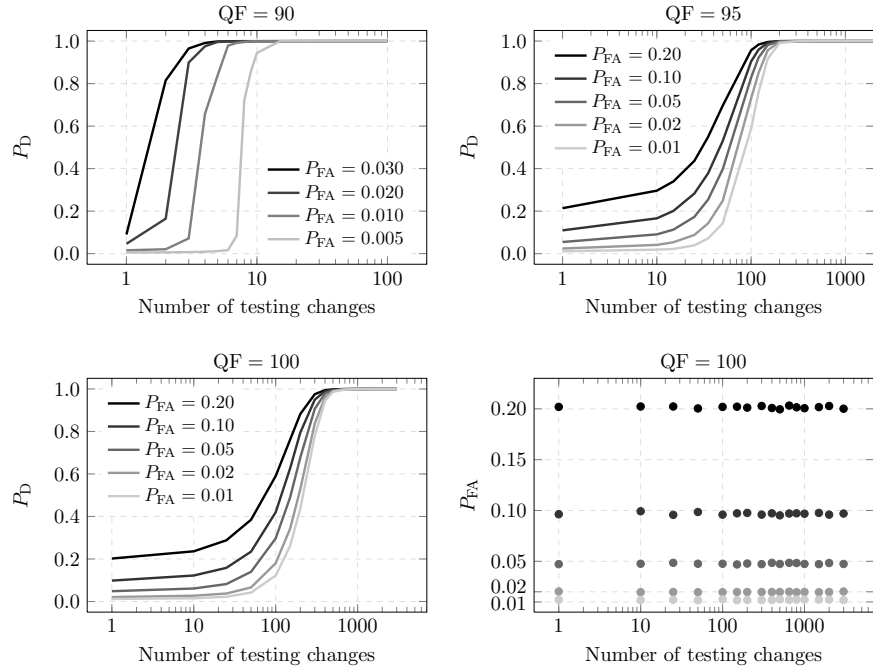 QF = 90
1.0
0.8
0.6
0.4
0.2
0.0
P_D
P_FA = 0.030
P_FA = 0.020
P_FA = 0.010
P_FA = 0.005
1 10 100
Number of testing changes
QF = 95
1.0
0.8
0.6
0.4
0.2
0.0
P_D
P_FA = 0.20
P_FA = 0.10
P_FA = 0.05
P_FA = 0.02
P_FA = 0.01
1 10 100 1000
Number of testing changes
QF = 100
1.0
0.8
0.6
0.4
0.2
0.0
P_D
P_FA = 0.20
P_FA = 0.10
P_FA = 0.05
P_FA = 0.02
P_FA = 0.01
1 10 100 1000
Number of testing changes
QF = 100
0.20
0.15
0.10
0.05
0.02
0.01
P_FA
1 10 100 1000
Number of testing changes